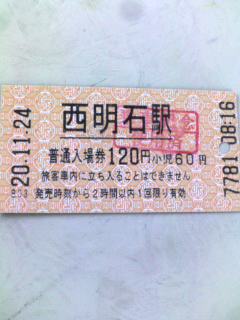 西明石駅
普通入場券120円小児60円
旅客車内に立ち入ることはできません
発売時刻から2時間以内1回限り有効
20.11.24
7781 08:16